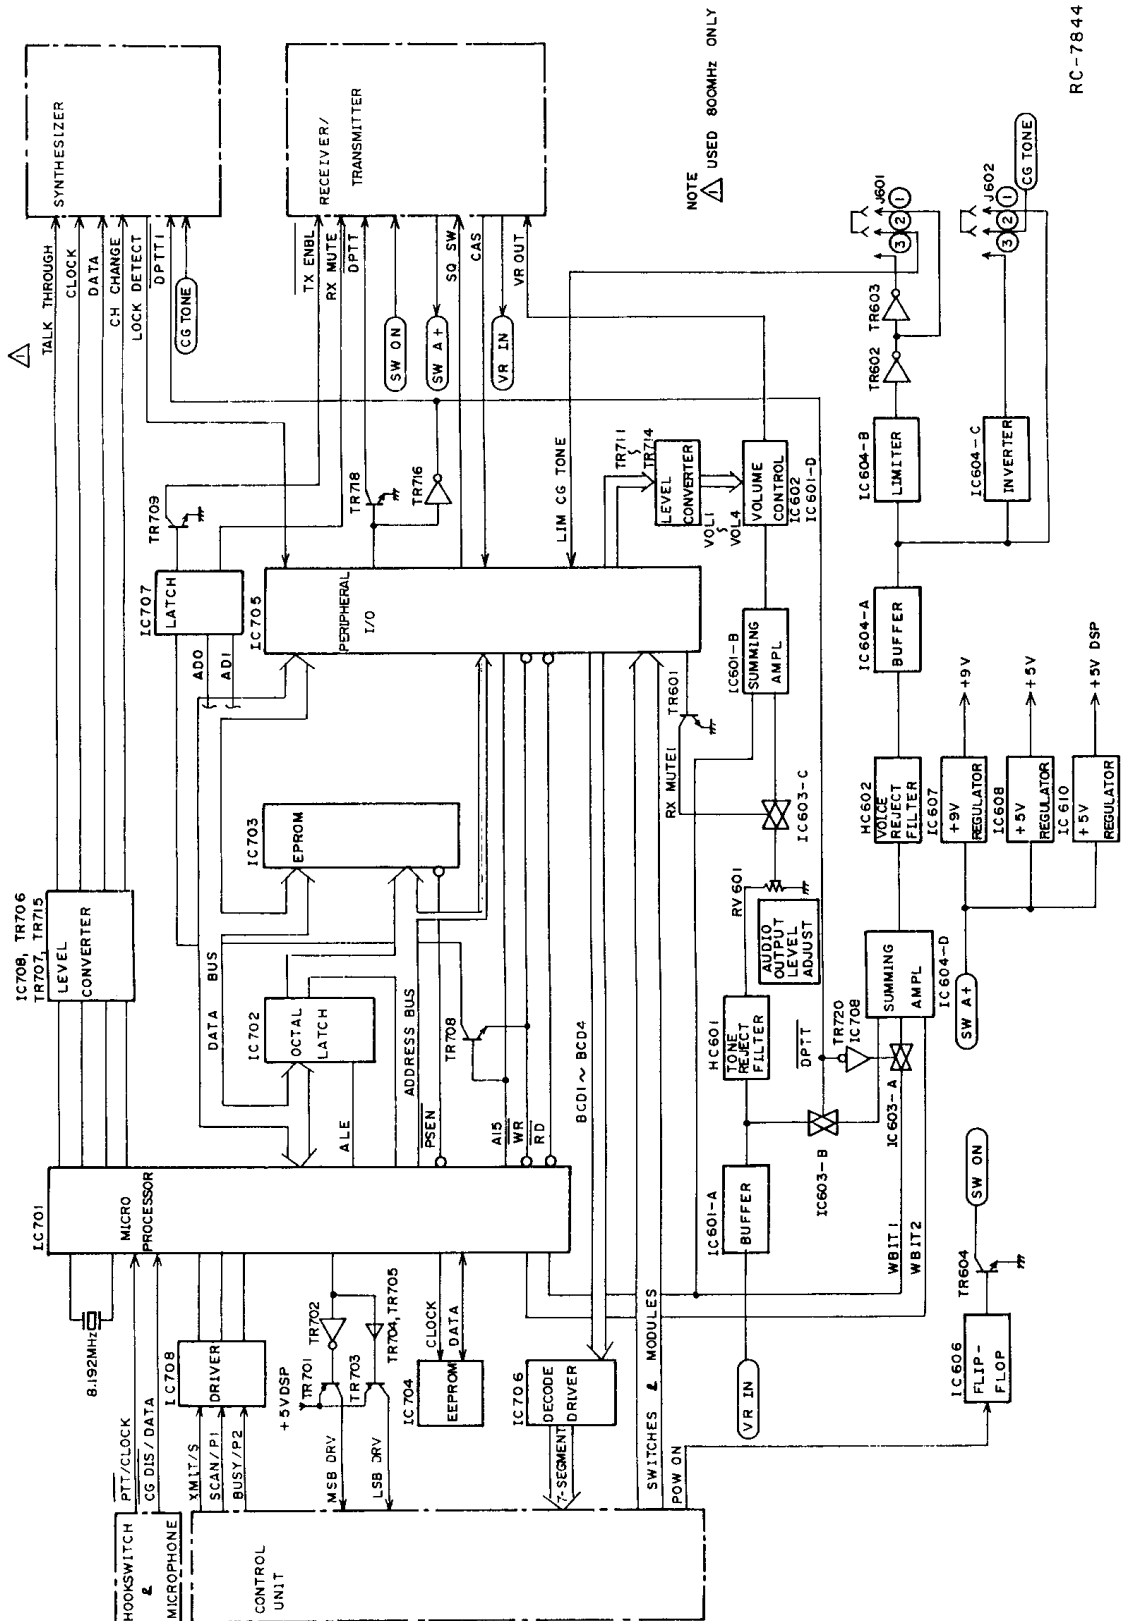 HOOKSWITCH
&
MICROPHONE
PTT/CLOCK
CG DIS/DATA
8.192MHz
IC701
MICRO
PROCESSOR
IC708, TR706
TR707, TR715
LEVEL
CONVERTER
TALK THROUGH
CLOCK
DATA
CH CHANGE
LOCK DETECT
DPTT1
CG TONE
SYNTHESIZER
CONTROL
UNIT
XMIT/S
SCAN/P1
BUSY/P2
IC708
DRIVER
+5VDSP
TR701
TR702
TR703
TR704, TR705
MSB DRV
LSB DRV
CLOCK
DATA
IC704
EEPROM
IC706
DECODE
DRIVER
7-SEGMENT
SWITCHES & MODULES
POW ON
DATA BUS
IC702
OCTAL
LATCH
ALE
ADDRESS BUS
PSEN
A15
WR
RD
TR708
BCD1~BCD4
IC703
EPROM
IC707
LATCH
AD0
AD1
TR709
IC705
PERIPHERAL
I/O
TR718
TR716
TX ENBL
RX MUTE
DPTT
SW ON
SW A+
SQ SW
CAS
VR IN
VR OUT
RECEIVER/
TRANSMITTER
LIM CG TONE
TR711
~
TR714
LEVEL
CONVERTER
VOL1
~
VOL4
VOLUME
CONTROL
IC602
IC601-D
IC601-B
SUMMING
AMPL
TR601
RX MUTE1
IC603-C
RV601
AUDIO
OUTPUT
LEVEL
ADJUST
HC601
TONE
REJECT
FILTER
IC601-A
BUFFER
VR IN
IC603-B
DPTT
TR720
IC708
IC603-A
WBIT1
WBIT2
SUMMING
AMPL
IC604-D
HC602
VOICE
REJECT
FILTER
IC604-A
BUFFER
IC604-B
LIMITER
TR602
TR603
J601
3 2 1
IC604-C
INVERTER
J602
3 2 1
CG TONE
IC606
FLIP-
FLOP
TR604
SW ON
SW A+
IC607
+9V
REGULATOR
+9V
IC608
+5V
REGULATOR
+5V
IC610
+5V
REGULATOR
+5V DSP
NOTE
1 USED 800MHz ONLY
1
RC-7844